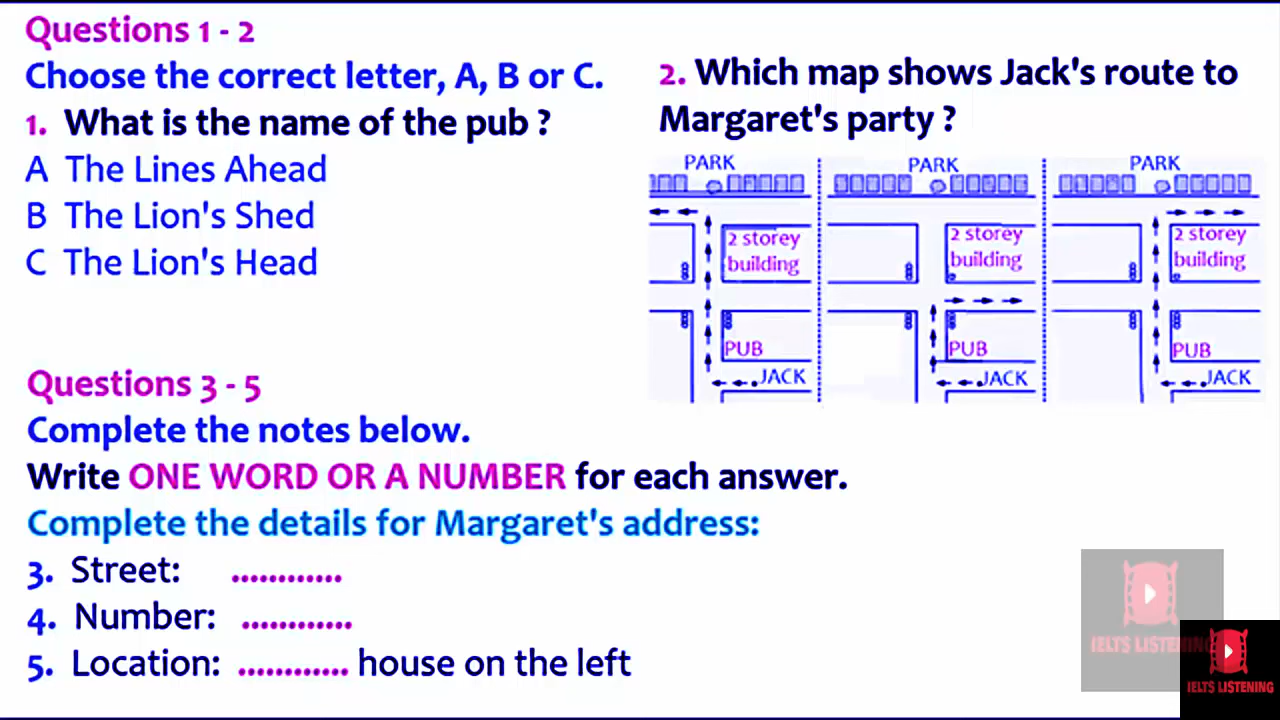 Questions 1 - 2
Choose the correct letter, A, B or C.
1. What is the name of the pub ?
A The Lines Ahead
B The Lion's Shed
C The Lion's Head
2. Which map shows Jack's route to
Margaret's party ?
PARK
2 storey
building
PUB
JACK
PARK
2 storey
building
PUB
JACK
PARK
2 storey
building
PUB
JACK
Questions 3 - 5
Complete the notes below.
Write ONE WORD OR A NUMBER for each answer.
Complete the details for Margaret's address:
3. Street: ............
4. Number: ............
5. Location: ............ house on the left
IELTS LISTENING
IELTS LISTENING